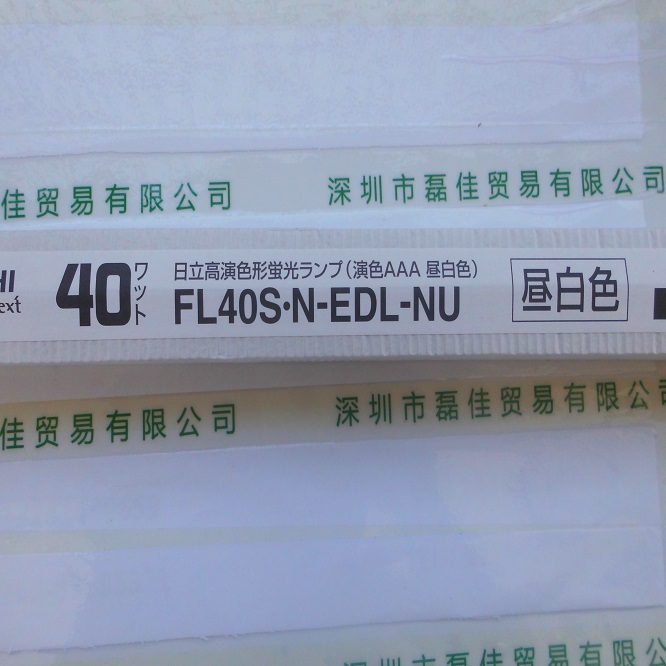 佳贸易有限公司 深圳市磊佳贸易有限公司
HI
ext
40ワット
日立高演色形蛍光ランプ(演色AAA 昼白色)
FL40S•N-EDL-NU
昼白色
佳贸易有限公司 深圳市磊佳贸易有限公司
深圳市磊佳贸易有限公